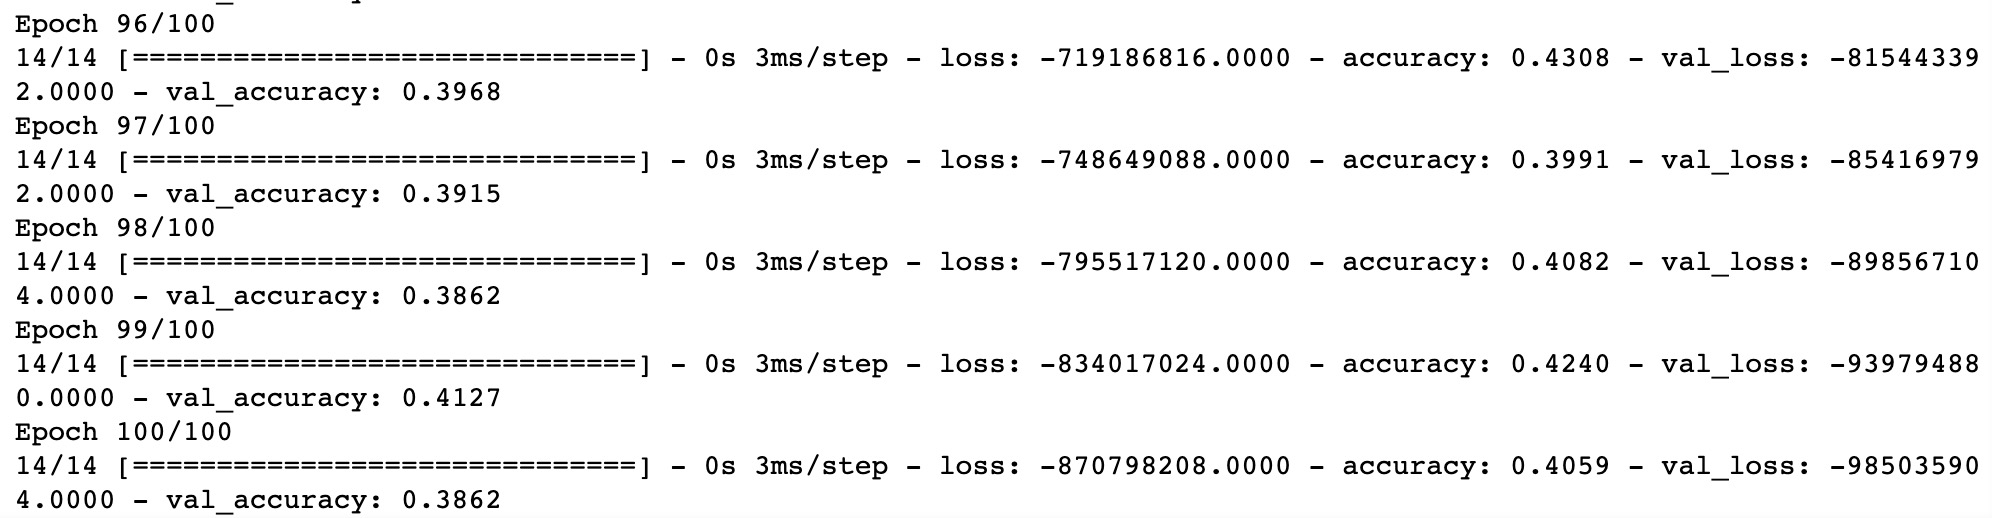 Epoch 96/100
14/14 [==============================] - 0s 3ms/step - loss: -719186816.0000 - accuracy: 0.4308 - val_loss: -81544339
2.0000 - val_accuracy: 0.3968
Epoch 97/100
14/14 [==============================] - 0s 3ms/step - loss: -748649088.0000 - accuracy: 0.3991 - val_loss: -85416979
2.0000 - val_accuracy: 0.3915
Epoch 98/100
14/14 [==============================] - 0s 3ms/step - loss: -795517120.0000 - accuracy: 0.4082 - val_loss: -89856710
4.0000 - val_accuracy: 0.3862
Epoch 99/100
14/14 [==============================] - 0s 3ms/step - loss: -834017024.0000 - accuracy: 0.4240 - val_loss: -93979488
0.0000 - val_accuracy: 0.4127
Epoch 100/100
14/14 [==============================] - 0s 3ms/step - loss: -870798208.0000 - accuracy: 0.4059 - val_loss: -98503590
4.0000 - val_accuracy: 0.3862